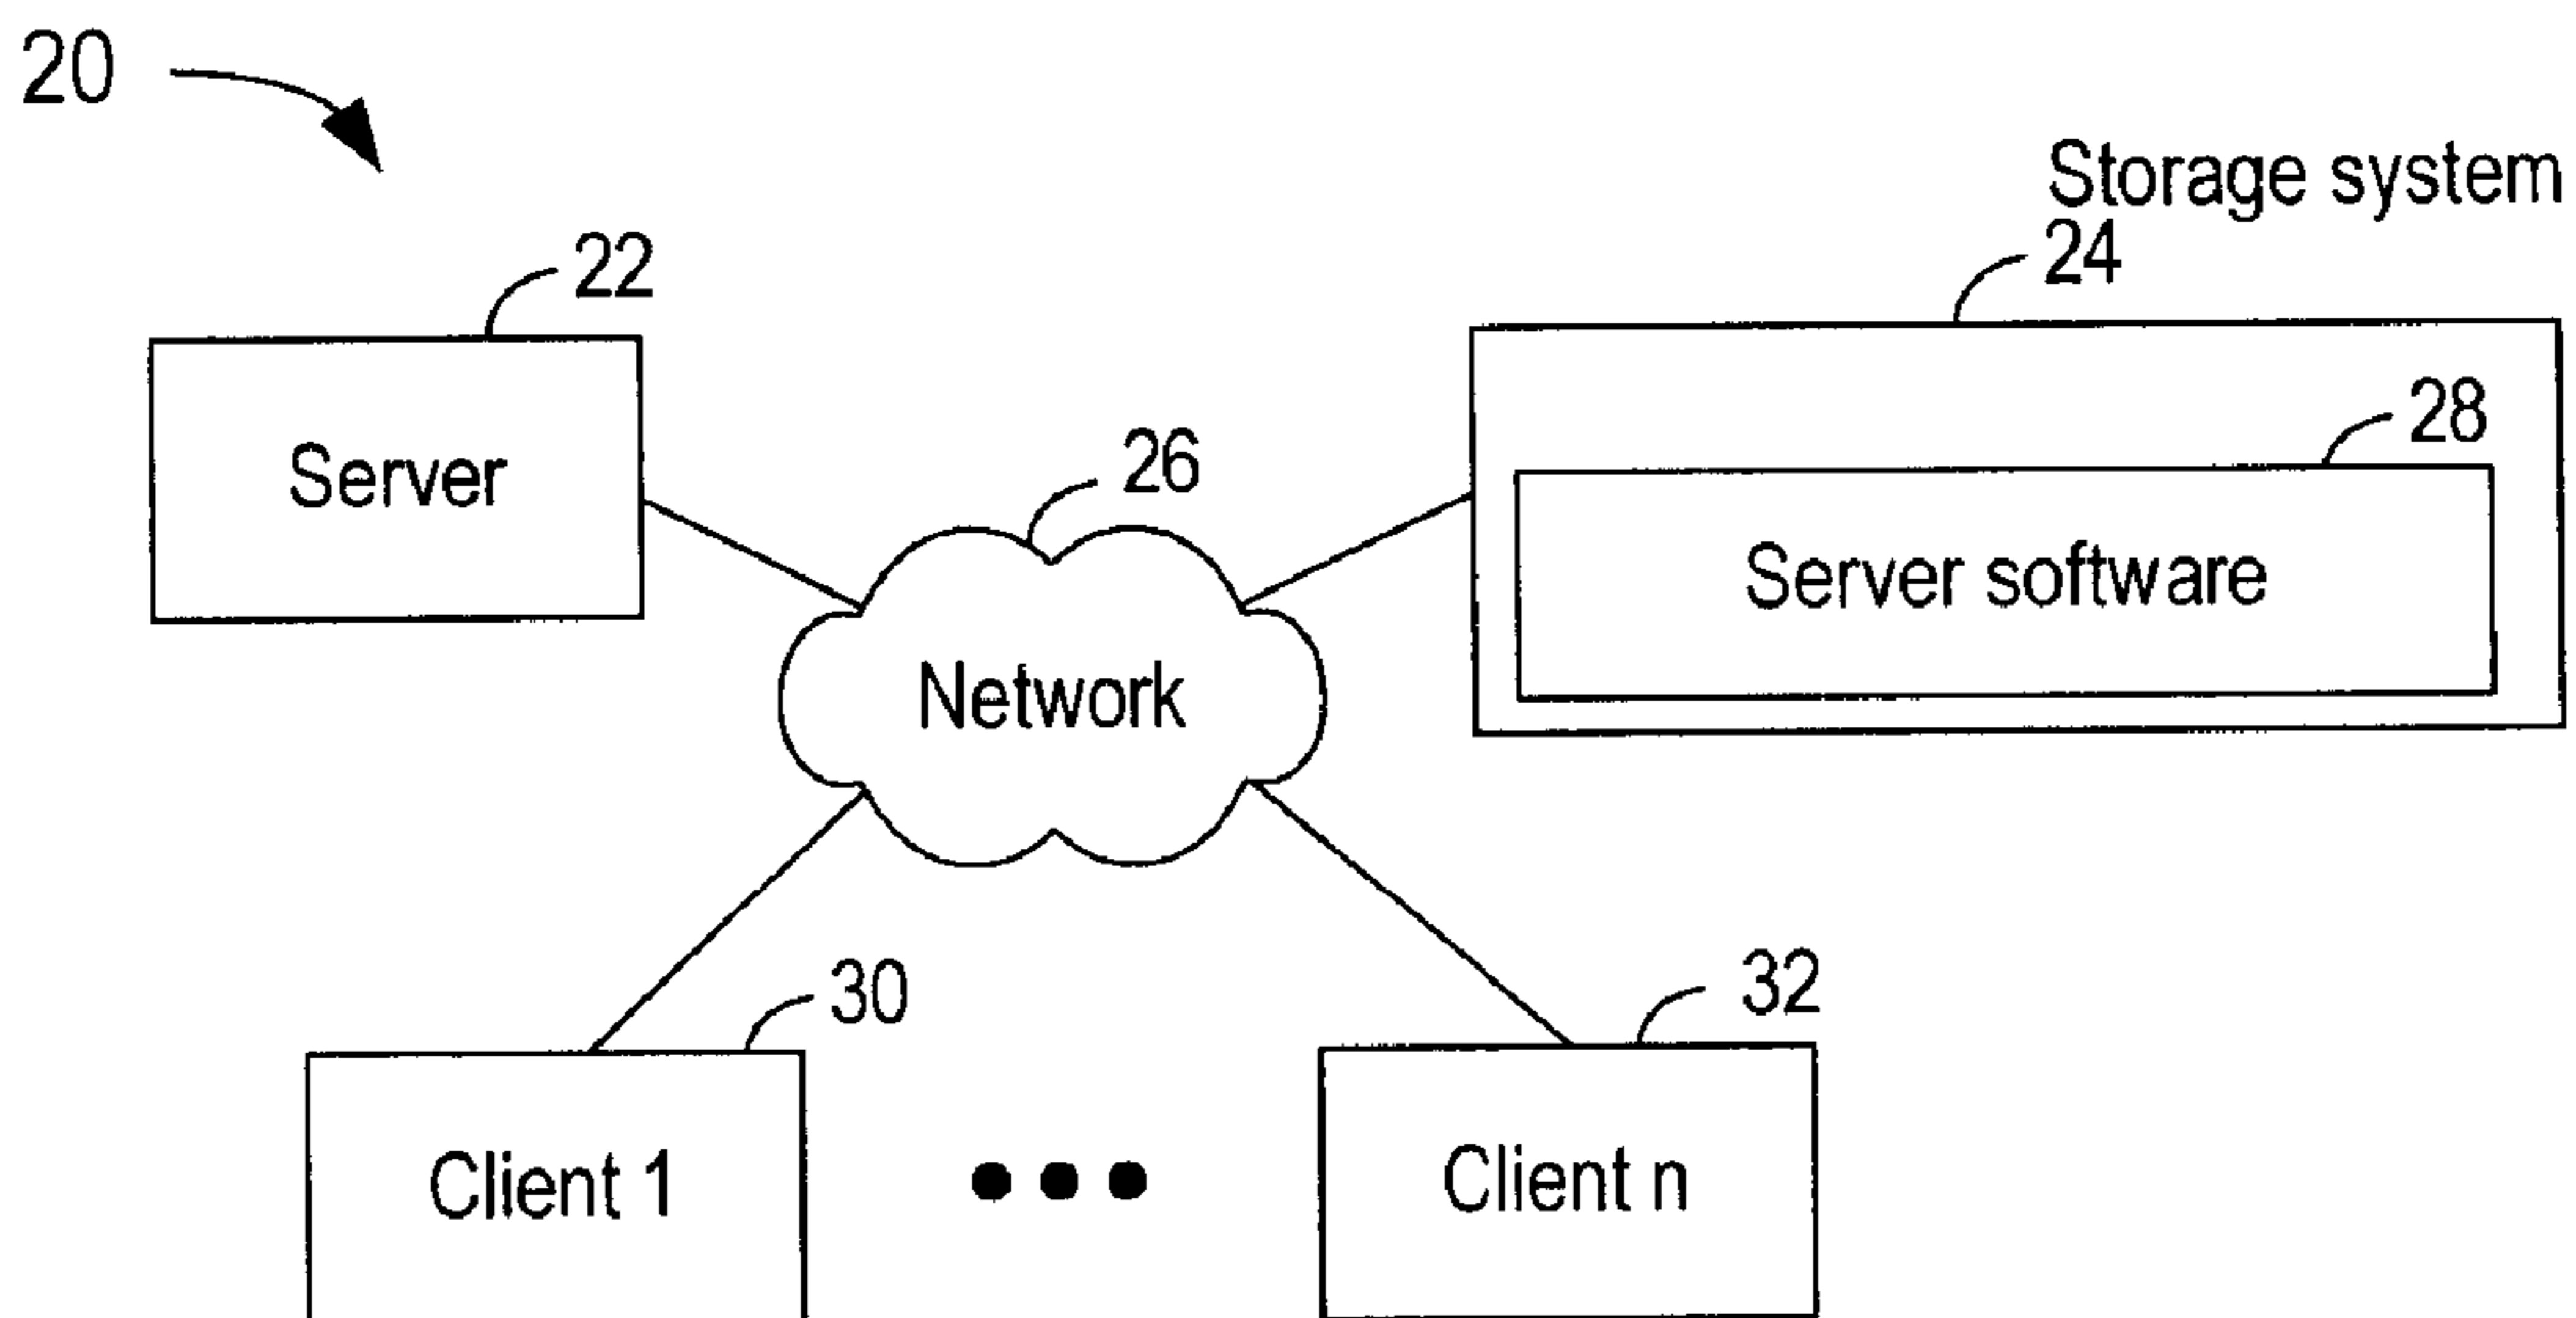 20
Storage system
22
24
28
Server
26
Server software
Network
30
32
Client 1
Client n